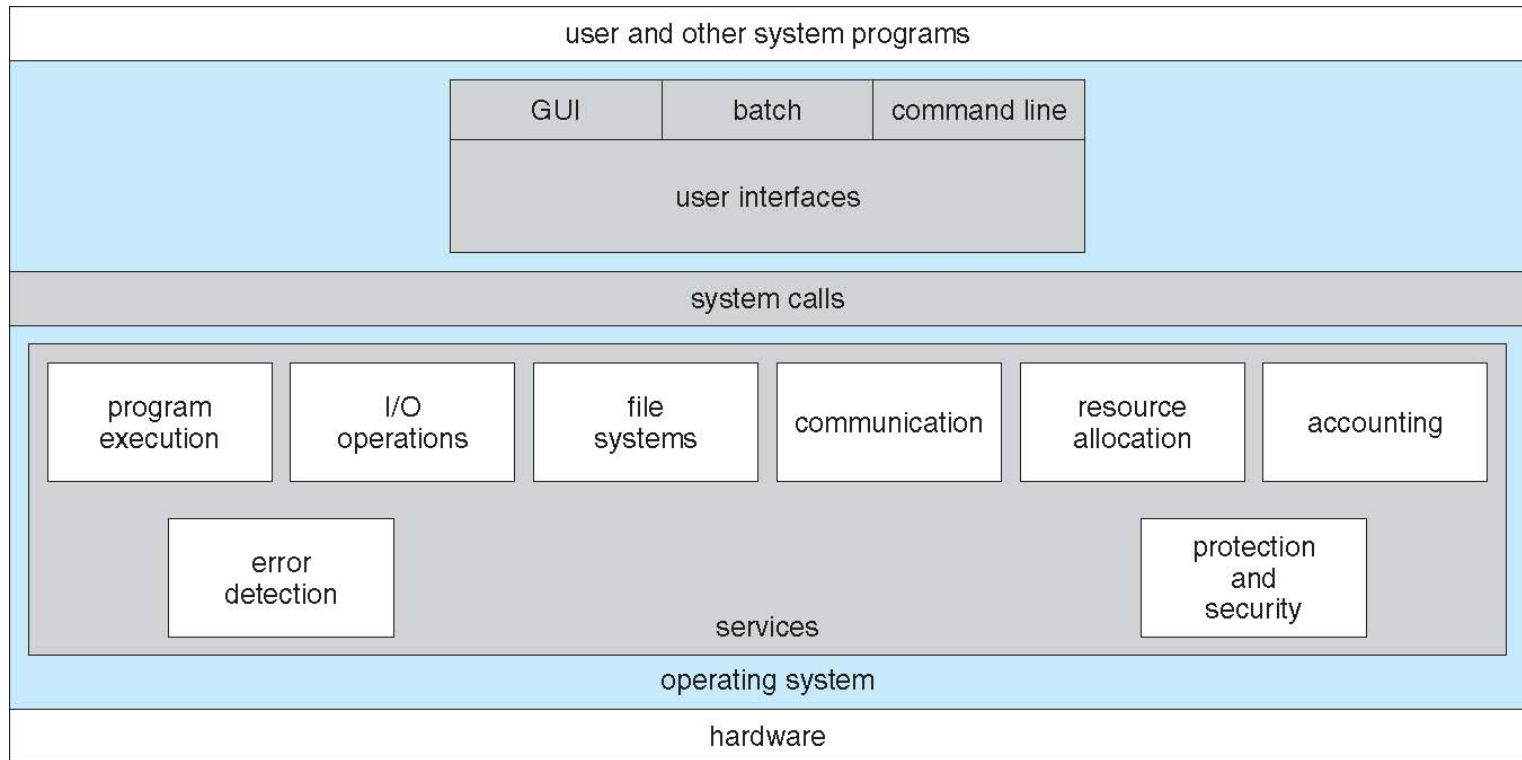 user and other system programs
GUI
batch
command line
user interfaces
system calls
program
execution
I/O
operations
file
systems
communication
resource
allocation
accounting
error
detection
protection
and
security
services
operating system
hardware